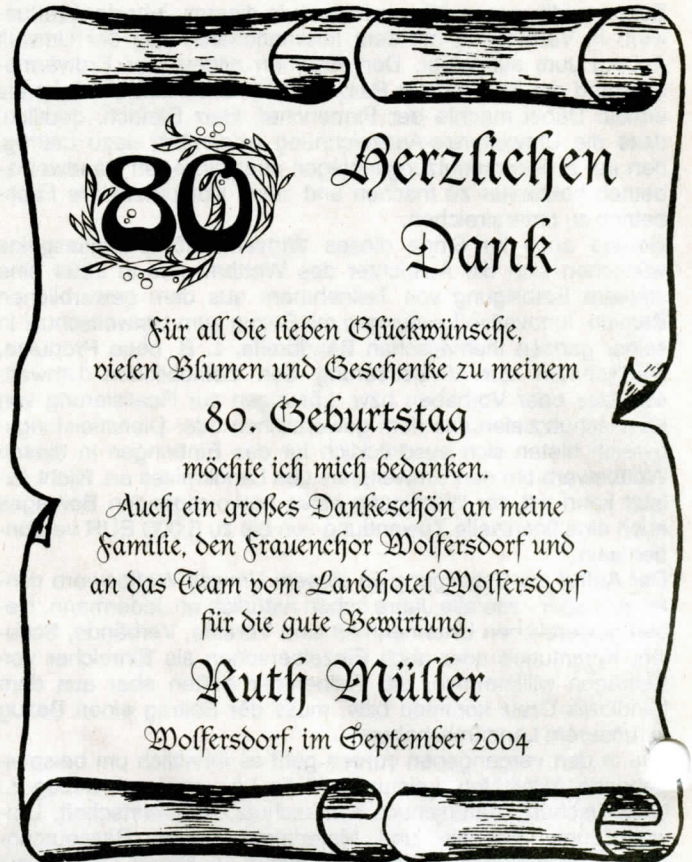 80
Herzlichen
Dank
Für all die lieben Glückwünsche,
vielen Blumen und Geschenke zu meinem
80. Geburtstag
möchte ich mich bedanken.
Auch ein großes Dankeschön an meine
Familie, den Frauenchor Wolfersdorf und
an das Team vom Landhotel Wolfersdorf
für die gute Bewirtung.
Ruth Müller
Wolfersdorf, im September 2004